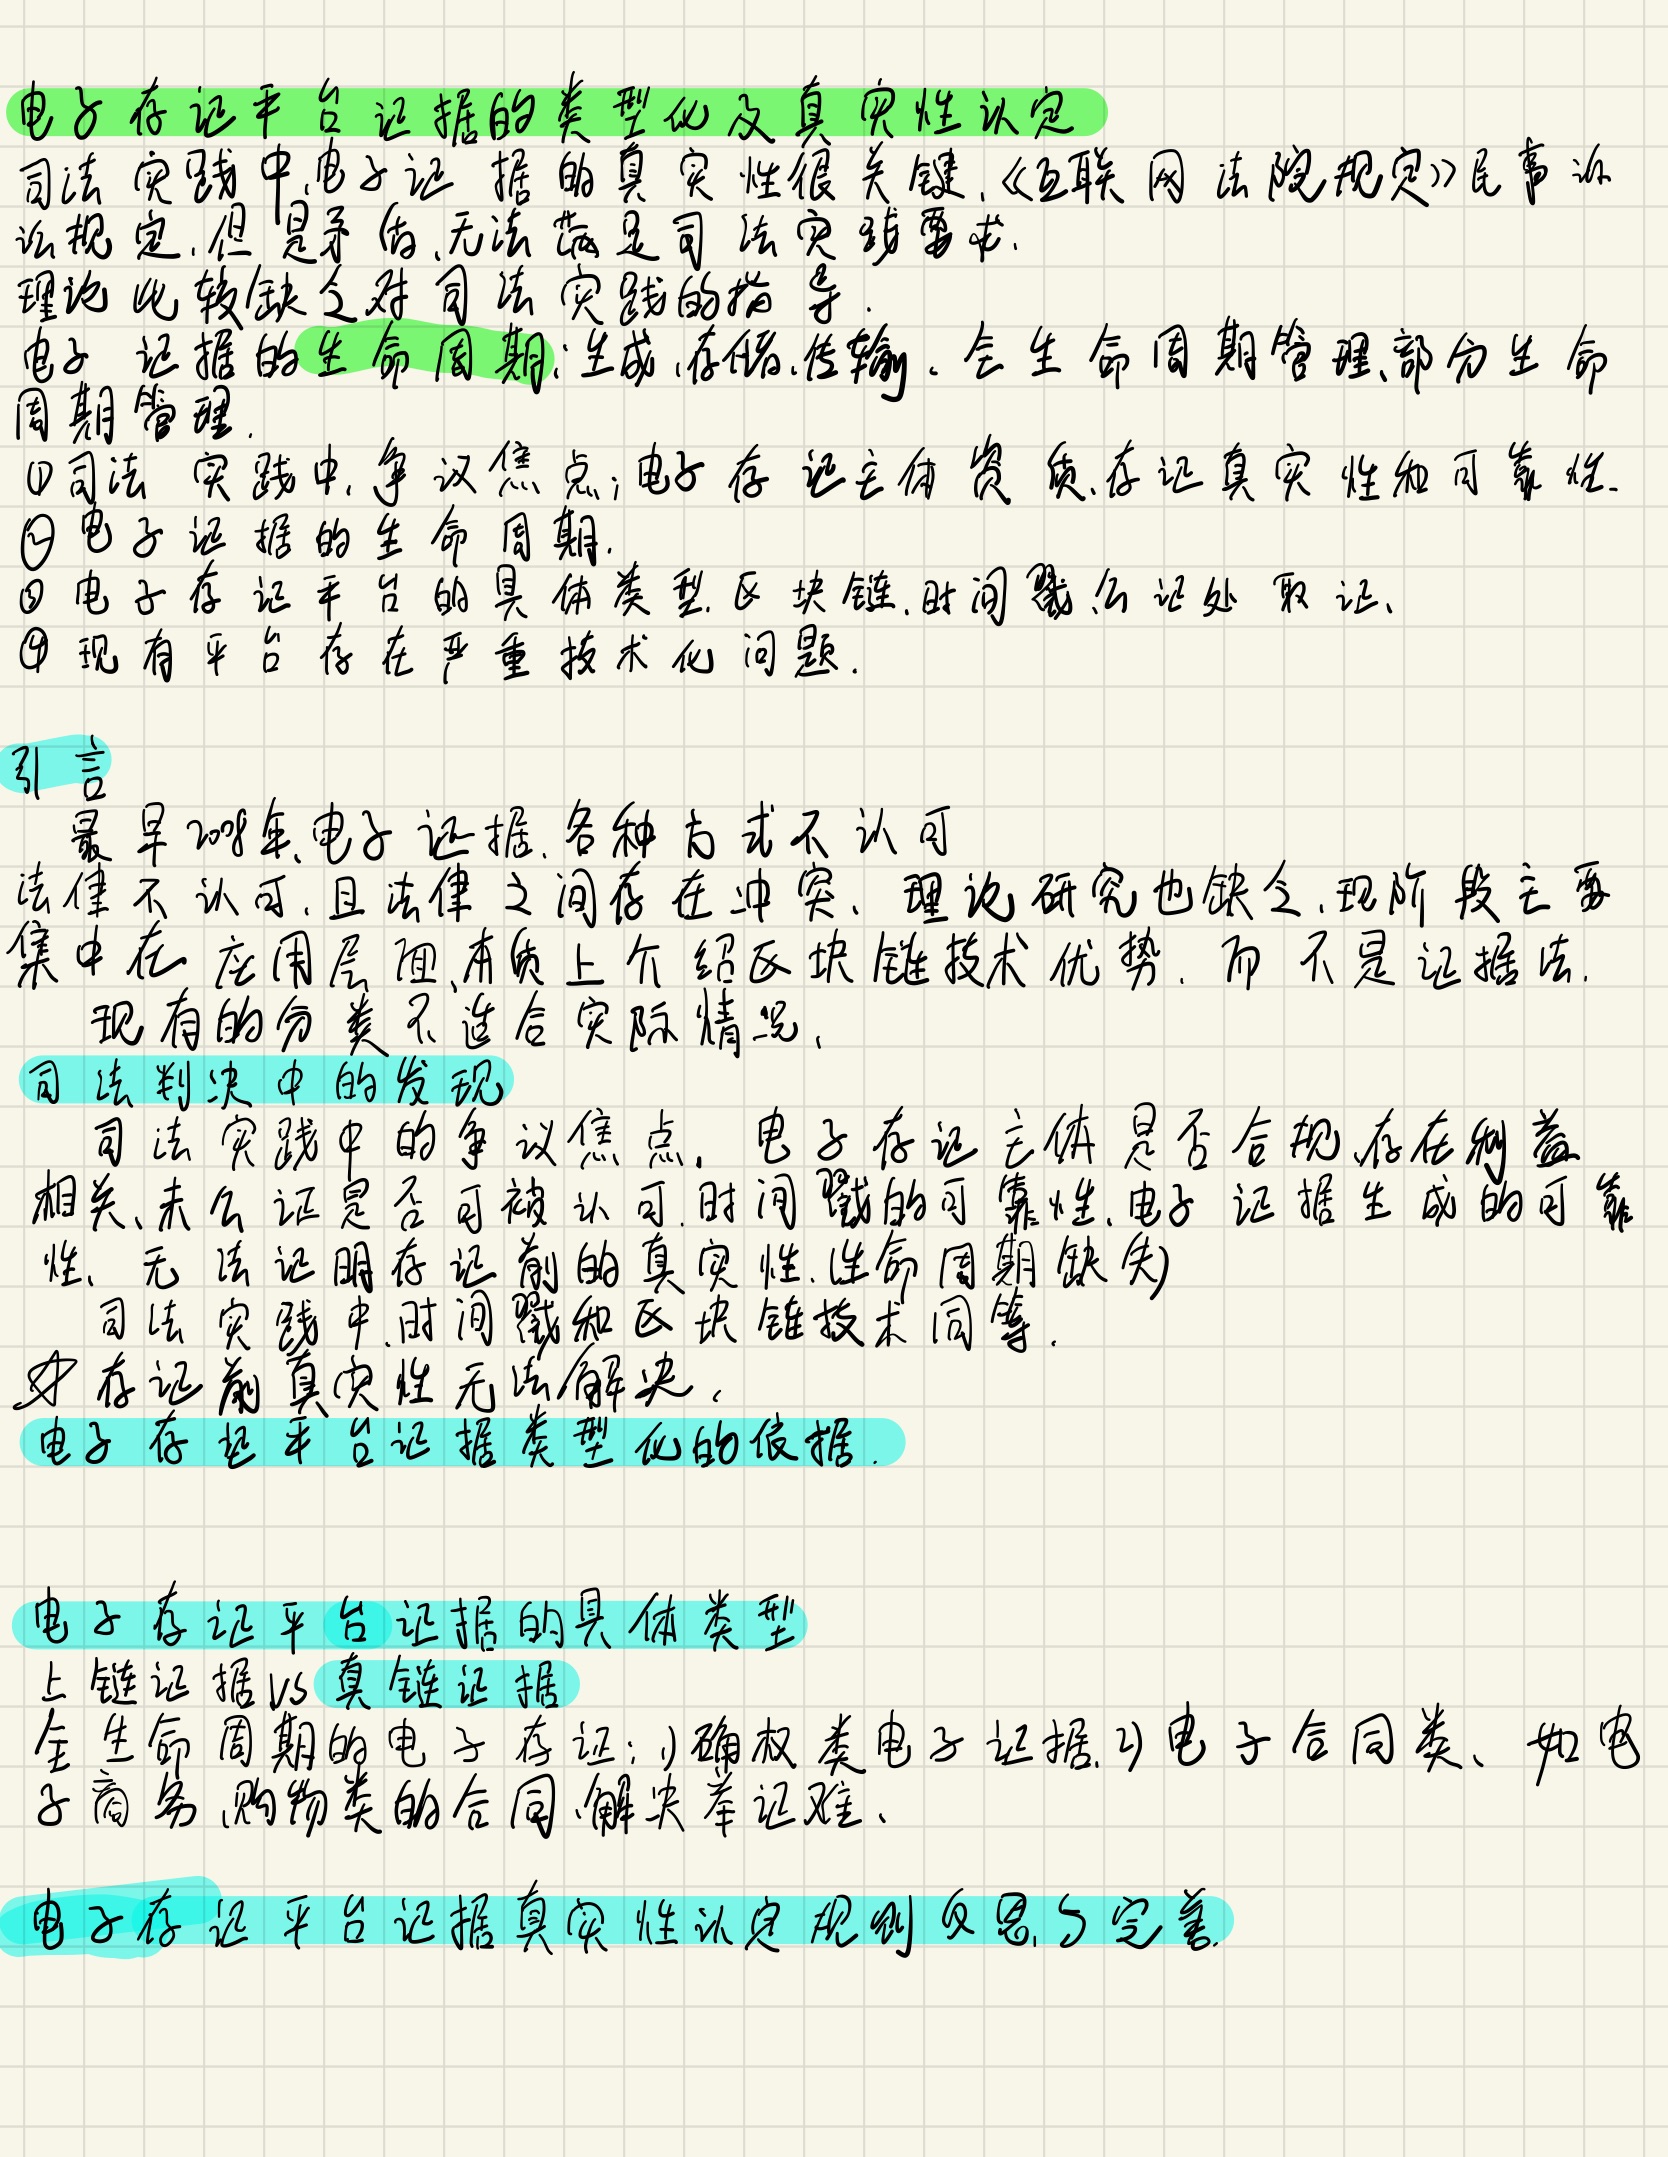 电子存证平台证据的类型化及真实性认定
司法实践中,电子证据的真实性很关键,《互联网法院规定》民事诉
讼规定,但是矛盾,无法满足司法实践要求.
理论比较缺乏对司法实践的指导.
电子证据的生命周期:生成,存储,传输. 全生命周期管理、部分生命
周期管理.
①司法实践中,争议焦点;电子存证主体资质,存证真实性和可靠性.
②电子证据的生命周期.
③电子存证平台的具体类型.区块链.时间戳,公证处取证、
④现有平台存在严重技术化问题.
引言
最早2008年,电子证据.各种方式不认可
法律不认可.且法律之间存在冲突、理论研究也缺乏.现阶段主要
集中在应用层面,本质上介绍区块链技术优势.而不是证据法.
现有的分类不适合实际情况、
司法判决中的发现
司法实践中的争议焦点. 电子存证主体是否合规,存在利益
相关、未公证是否可被认可.时间戳的可靠性、电子证据生成的可靠
性、无法证明存证前的真实性.(生命周期缺失)
司法实践中.时间戳和区块链技术同等.
存证前真实性无法解决.
电子存证平台证据类型化的依据.
电子存证平台证据的具体类型
上链证据VS真链证据
全生命周期的电子存证:1)确权类电子证据.2)电子合同类、如电
子商务,购物类的合同、解决举证难、
电子存证平台证据真实性认定规则反思与完善.